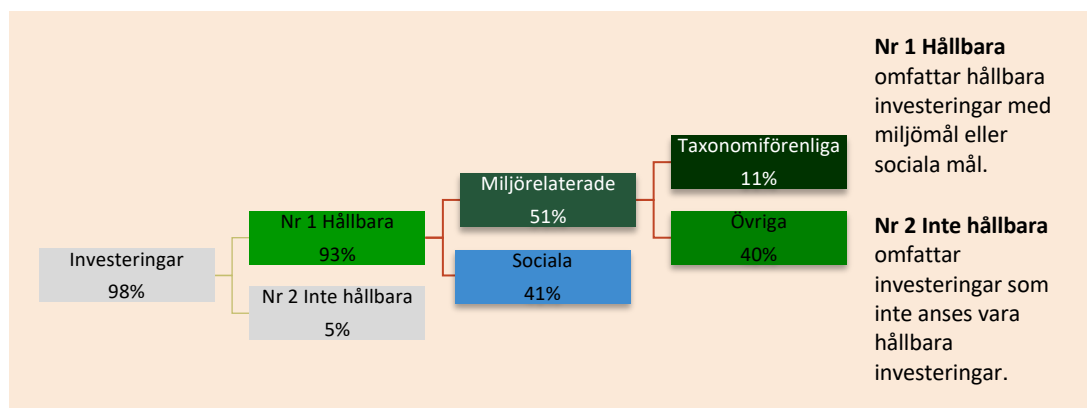 Investeringar
98%
Nr 1 Hållbara
93%
Nr 2 Inte hållbara
5%
Miljörelaterade
51%
Sociala
41%
Taxonomiförenliga
11%
Övriga
40%
Nr 1 Hållbara
omfattar hållbara
investeringar med
miljömål eller
sociala mål.
Nr 2 Inte hållbara
omfattar
investeringar som
inte anses vara
hållbara
investeringar.